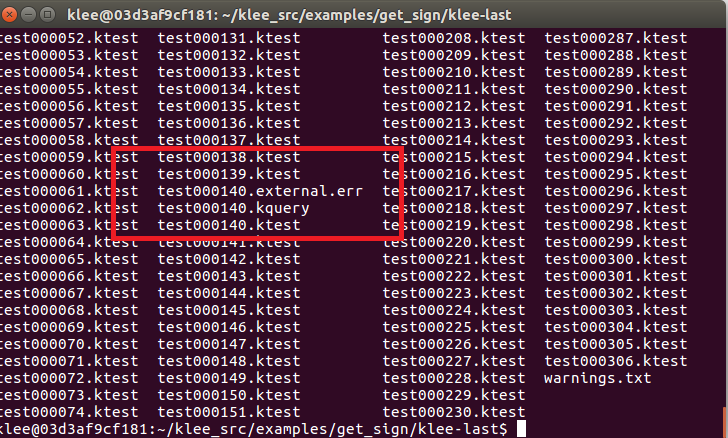 klee@03d3af9cf181: ~/klee_src/examples/get_sign/klee-last
test000052.ktest test000131.ktest test000208.ktest test000287.ktest
test000053.ktest test000132.ktest test000209.ktest test000288.ktest
test000054.ktest test000133.ktest test000210.ktest test000289.ktest
test000055.ktest test000134.ktest test000211.ktest test000290.ktest
test000056.ktest test000135.ktest test000212.ktest test000291.ktest
test000057.ktest test000136.ktest test000213.ktest test000292.ktest
test000058.ktest test000137.ktest test000214.ktest test000293.ktest
test000059.ktest test000138.ktest test000215.ktest test000294.ktest
test000060.ktest test000139.ktest test000216.ktest test000295.ktest
test000061.ktest test000140.external.err test000217.ktest test000296.ktest
test000062.ktest test000140.kquery test000218.ktest test000297.ktest
test000063.ktest test000140.ktest test000219.ktest test000298.ktest
test000064.ktest test000141.ktest test000220.ktest test000299.ktest
test000065.ktest test000142.ktest test000221.ktest test000300.ktest
test000066.ktest test000143.ktest test000222.ktest test000301.ktest
test000067.ktest test000144.ktest test000223.ktest test000302.ktest
test000068.ktest test000145.ktest test000224.ktest test000303.ktest
test000069.ktest test000146.ktest test000225.ktest test000304.ktest
test000070.ktest test000147.ktest test000226.ktest test000305.ktest
test000071.ktest test000148.ktest test000227.ktest test000306.ktest
test000072.ktest test000149.ktest test000228.ktest warnings.txt
test000073.ktest test000150.ktest test000229.ktest
test000074.ktest test000151.ktest test000230.ktest
klee@03d3af9cf181:~/klee_src/examples/get_sign/klee-last$